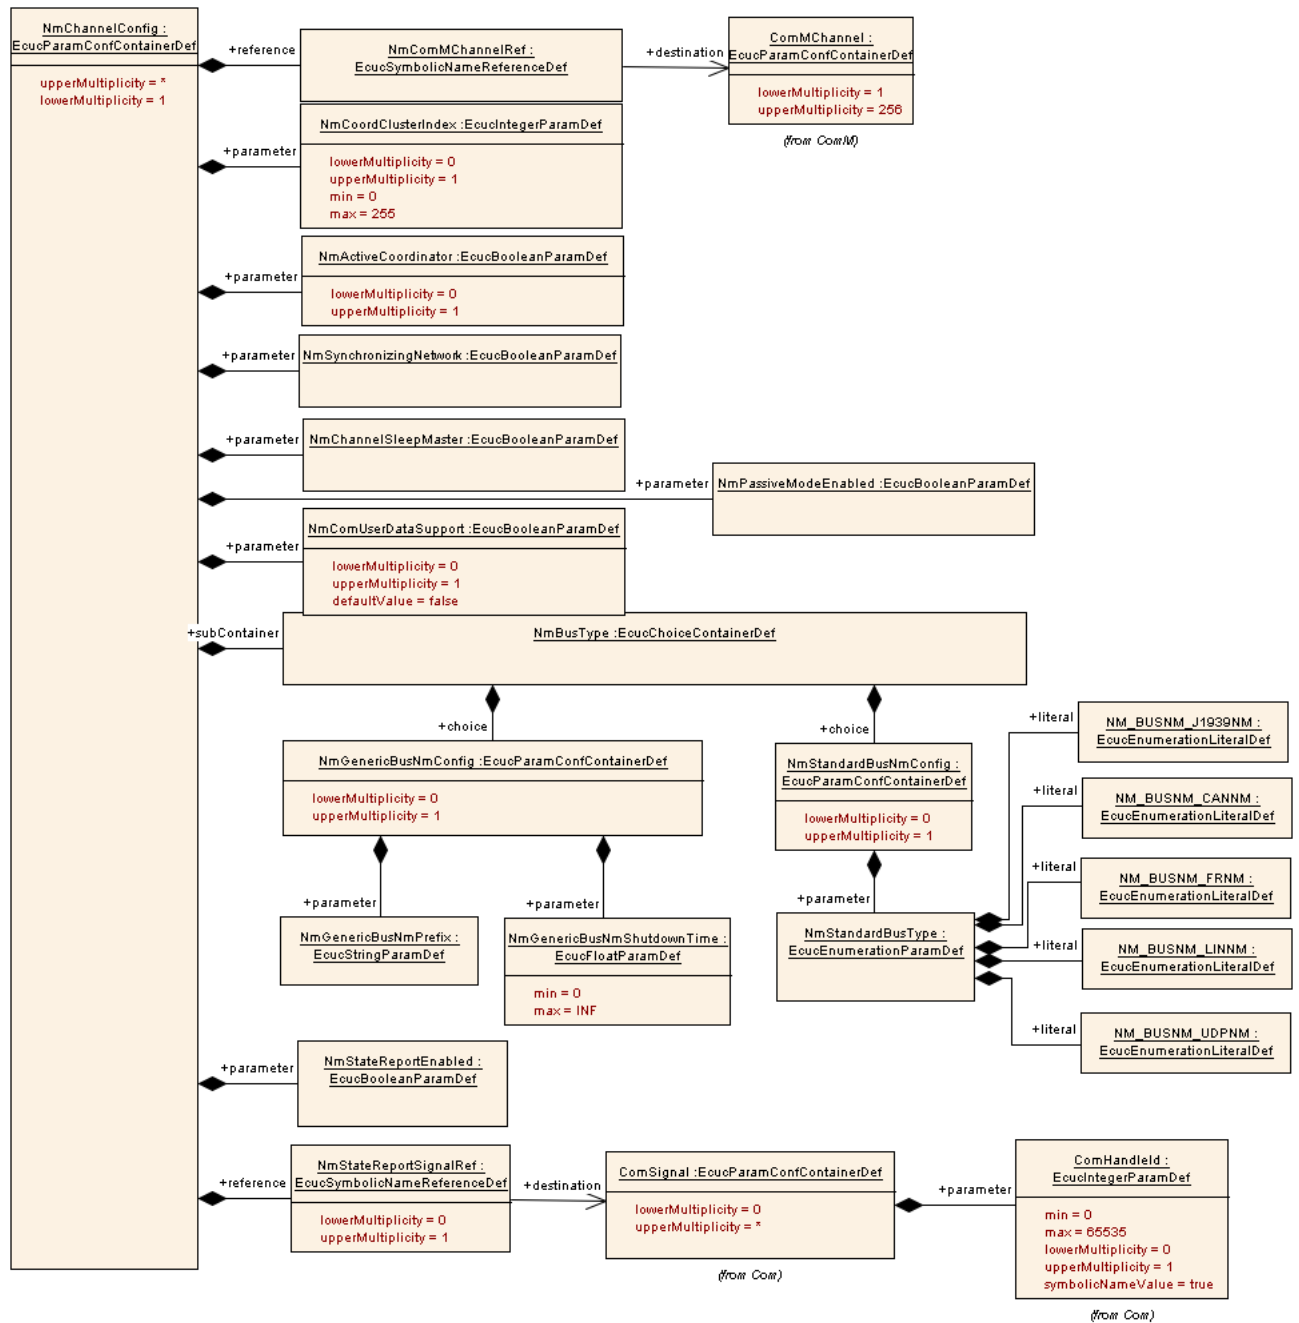 NmChannelConfig :
EcucParamConfContainerDef
upperMultiplicity = *
lowerMultiplicity = 1
+reference
NmComMChannelRef :
EcucSymbolicNameReferenceDef
+destination
ComMChannel :
EcucParamConfContainerDef
lowerMultiplicity = 1
upperMultiplicity = 256
(from ComM)
+parameter
NmCoordClusterIndex :EcucIntegerParamDef
lowerMultiplicity = 0
upperMultiplicity = 1
min = 0
max = 255
+parameter
NmActiveCoordinator :EcucBooleanParamDef
lowerMultiplicity = 0
upperMultiplicity = 1
+parameter
NmSynchronizingNetwork :EcucBooleanParamDef
+parameter
NmChannelSleepMaster :EcucBooleanParamDef
+parameter
NmPassiveModeEnabled :EcucBooleanParamDef
+parameter
NmComUserDataSupport :EcucBooleanParamDef
lowerMultiplicity = 0
upperMultiplicity = 1
defaultValue = false
+subContainer
NmBusType :EcucChoiceContainerDef
+choice
NmGenericBusNmConfig :EcucParamConfContainerDef
lowerMultiplicity = 0
upperMultiplicity = 1
+choice
NmStandardBusNmConfig :
EcucParamConfContainerDef
lowerMultiplicity = 0
upperMultiplicity = 1
+parameter
NmGenericBusNmPrefix :
EcucStringParamDef
+parameter
NmGenericBusNmShutdownTime :
EcucFloatParamDef
min = 0
max = INF
+parameter
NmStandardBusType :
EcucEnumerationParamDef
+literal
NM_BUSNM_J1939NM :
EcucEnumerationLiteralDef
+literal
NM_BUSNM_CANNM :
EcucEnumerationLiteralDef
+literal
NM_BUSNM_FRNM :
EcucEnumerationLiteralDef
+literal
NM_BUSNM_LINNM :
EcucEnumerationLiteralDef
+literal
NM_BUSNM_UDPNM :
EcucEnumerationLiteralDef
+parameter
NmStateReportEnabled :
EcucBooleanParamDef
+reference
NmStateReportSignalRef :
EcucSymbolicNameReferenceDef
lowerMultiplicity = 0
upperMultiplicity = 1
+destination
ComSignal :EcucParamConfContainerDef
lowerMultiplicity = 0
upperMultiplicity = *
(from Com)
+parameter
ComHandleId :
EcucIntegerParamDef
min = 0
max = 65535
lowerMultiplicity = 0
upperMultiplicity = 1
symbolicNameValue = true
(from Com)